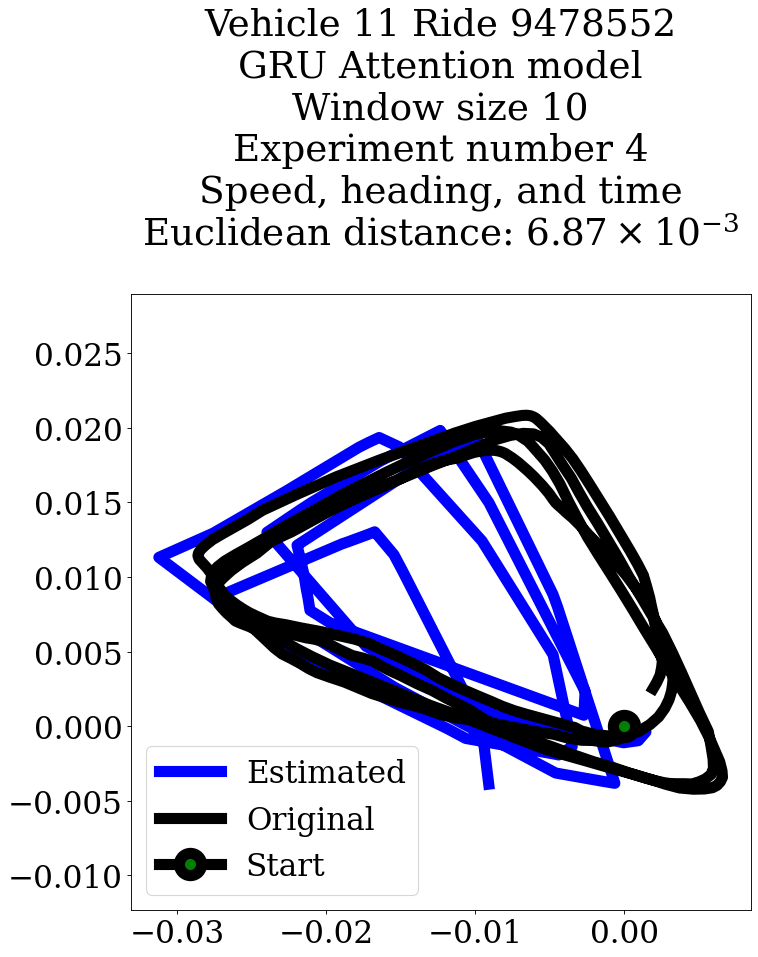 Vehicle 11 Ride 9478552
GRU Attention model
Window size 10
Experiment number 4
Speed, heading, and time
Euclidean distance: 6.87 × 10⁻³
0.025
0.020
0.015
0.010
0.005
0.000
−0.005
−0.010
Estimated
Original
Start
−0.03 −0.02 −0.01 0.00